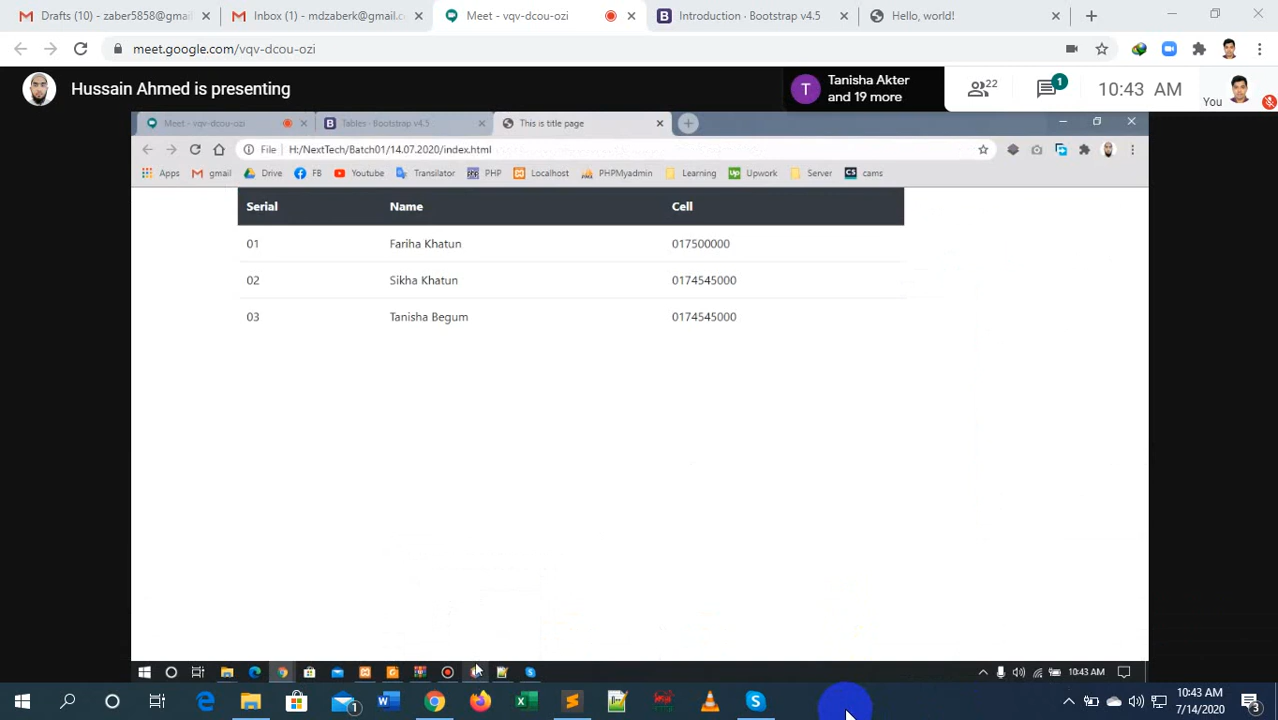 Drafts (10) - zaber5858@gmail
Inbox (1) - mdzaberk@gmail.c
Meet - vqv-dcou-ozi
Introduction · Bootstrap v4.5
Hello, world!
meet.google.com/vqv-dcou-ozi
Hussain Ahmed is presenting
T
Tanisha Akter
and 19 more
22
1
10:43 AM
You
Meet - vqv-dcou-ozi
Tables · Bootstrap v4.5
This is title page
File
H:/NextTech/Batch01/14.07.2020/index.html
Apps
gmail
Drive
FB
Youtube
Translator
PHP
Localhost
PHPMyadmin
Learning
Upwork
Server
cams
Serial Name Cell
01 Fariha Khatun 017500000
02 Sikha Khatun 0174545000
03 Tanisha Begum 0174545000
10:43 AM
1
10:43 AM
7/14/2020
3